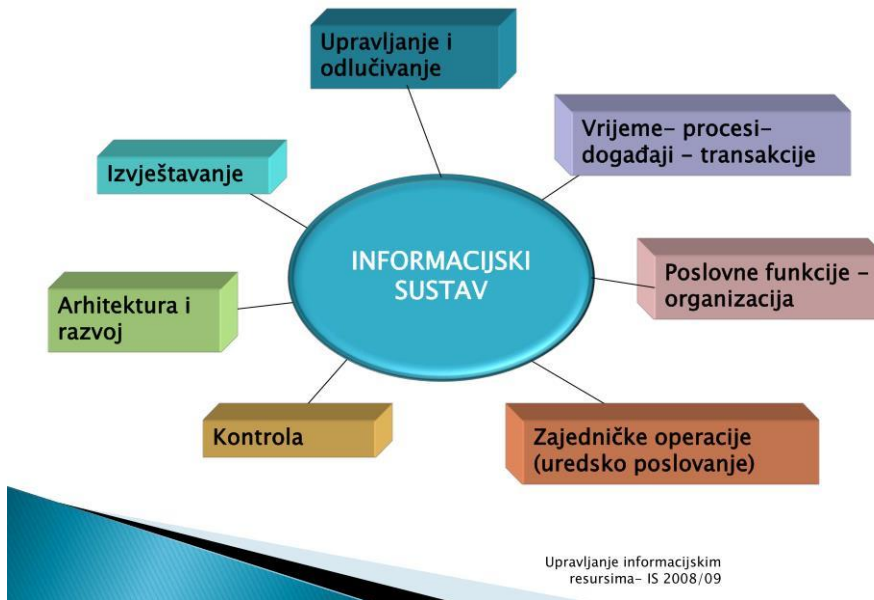 Upravljanje i
odlučivanje
Vrijeme– procesi–
događaji – transakcije
Izvještavanje
INFORMACIJSKI
SUSTAV
Poslovne funkcije –
organizacija
Arhitektura i
razvoj
Kontrola
Zajedničke operacije
(uredsko poslovanje)
Upravljanje informacijskim
resursima– IS 2008/09